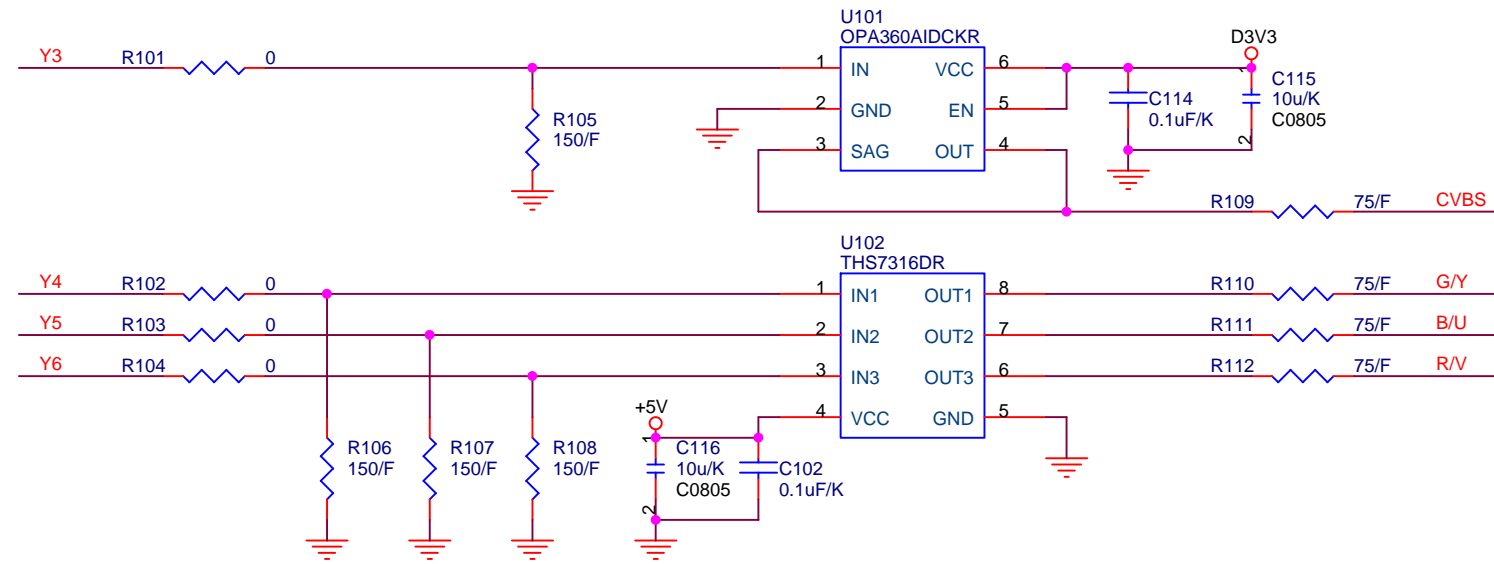 U101
OPA360AIDCKR
Y3 R101 0
1 IN VCC 6
2 GND EN 5
3 SAG OUT 4
D3V3
R105
150/F
C114
0.1uF/K
1
C115
10u/K
C0805
2
R109 75/F CVBS
U102
THS7316DR
Y4 R102 0 1 IN1 OUT1 8 R110 75/F G/Y
Y5 R103 0 2 IN2 OUT2 7 R111 75/F B/U
Y6 R104 0 3 IN3 OUT3 6 R112 75/F R/V
4 VCC GND 5
+5V
R106
150/F
R107
150/F
R108
150/F
1
C116
10u/K
C0805
2
C102
0.1uF/K